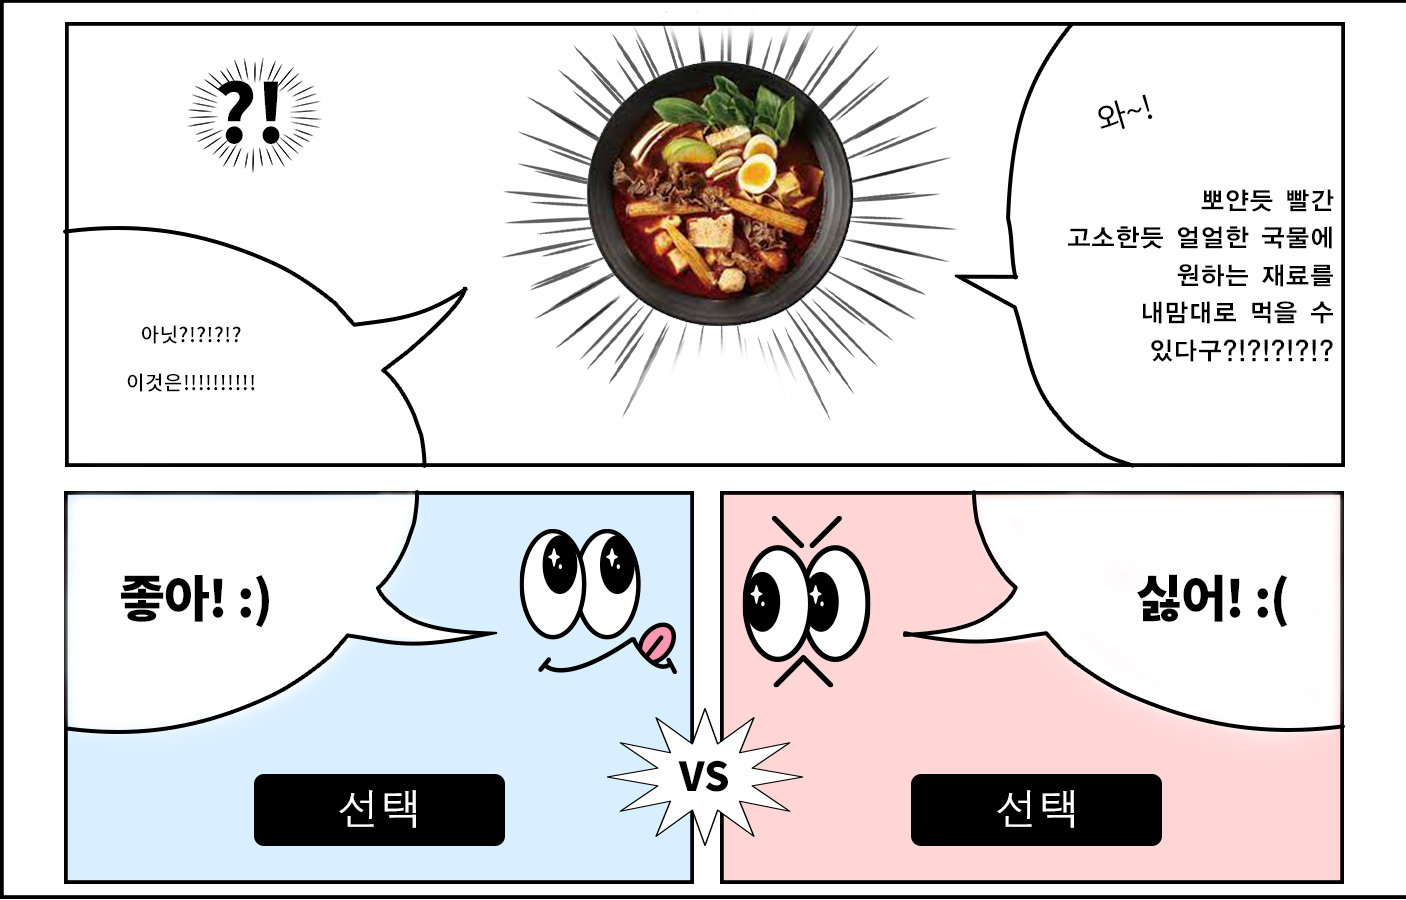 ?!
와~!
뽀얀듯 빨간
고소한듯 얼얼한 국물에
원하는 재료를
내맘대로 먹을 수
있다구?!?!?!?!?
아닛?!?!?!?
이것은!!!!!!!!!!
좋아! :)
싫어! :(
VS
선택
선택